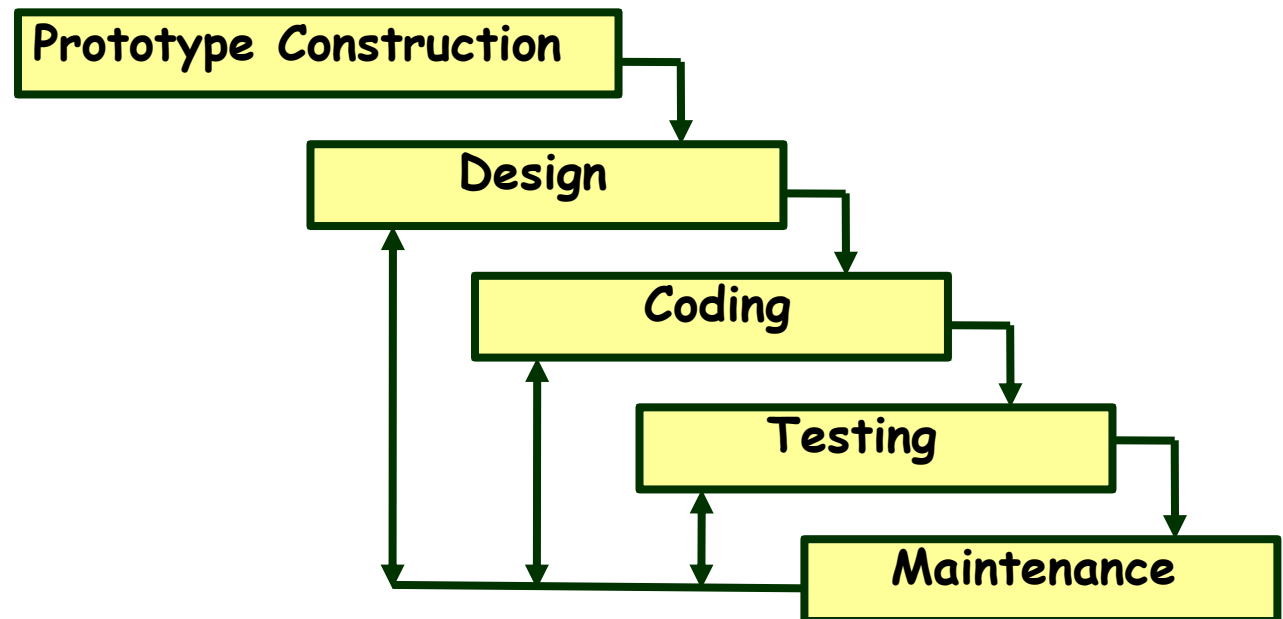 Prototype Construction
Design
Coding
Testing
Maintenance